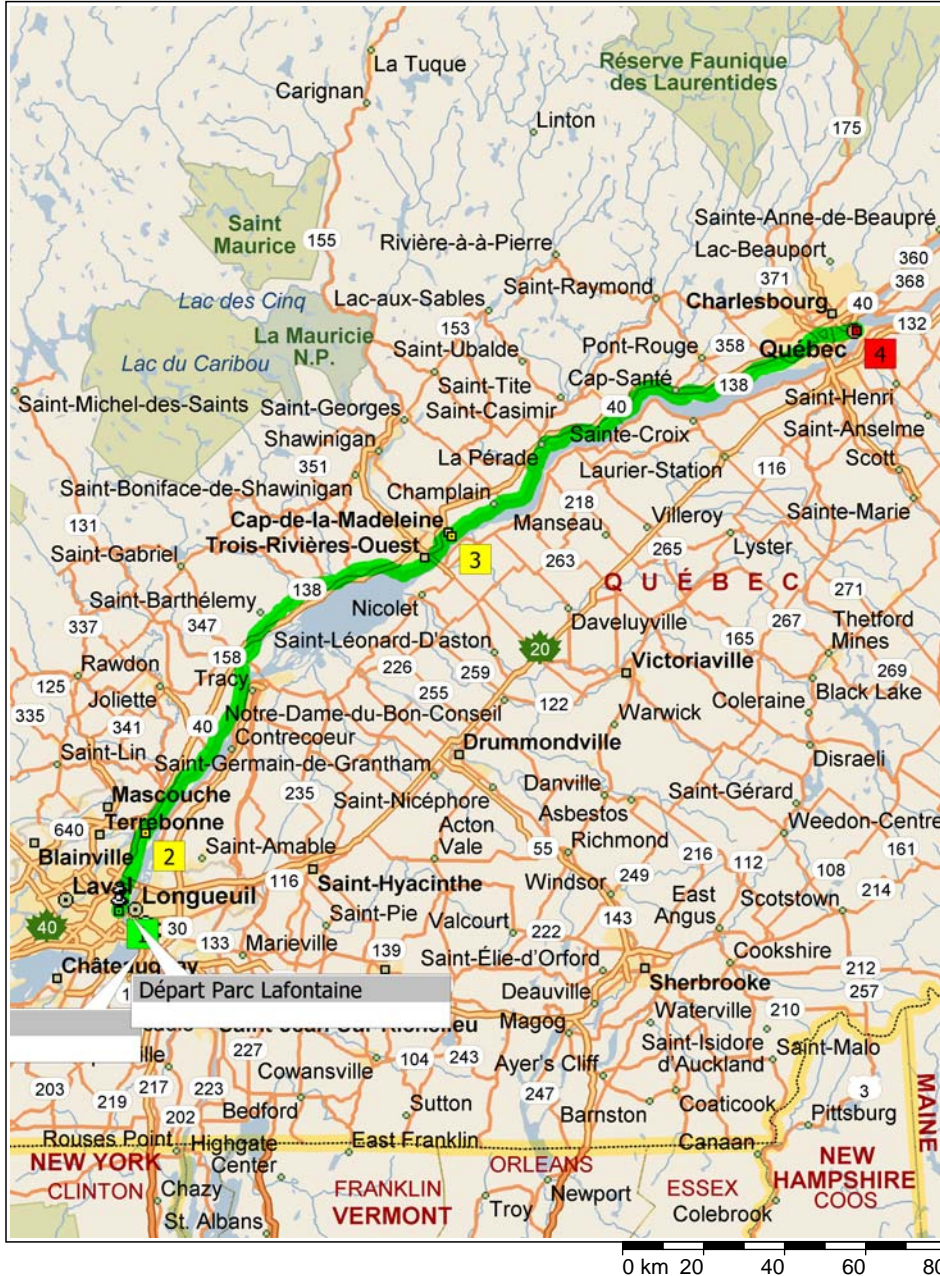 La Tuque
Réserve Faunique
des Laurentides
Carignan
Linton
175
Saint
Maurice
155
Sainte-Anne-de-Beaupré
Rivière-à-à-Pierre
Lac-Beauport
360
371
368
Lac des Cinq
Lac-aux-Sables
Saint-Raymond
Charlesbourg
40
132
La Mauricie
N.P.
153
Saint-Ubalde
Pont-Rouge
358
Québec
4
Lac du Caribou
Saint-Tite
Cap-Santé
138
Saint-Michel-des-Saints
Saint-Georges
Saint-Casimir
40
Saint-Henri
Shawinigan
Sainte-Croix
Saint-Anselme
La Pérade
351
Laurier-Station
116
Scott
Saint-Boniface-de-Shawinigan
Champlain
218
131
Cap-de-la-Madeleine
Manseau
Villeroy
Sainte-Marie
Saint-Gabriel
Trois-Rivières-Ouest
3
263
265
Lyster
138
QUÉBEC
271
Saint-Barthélemy
Nicolet
Daveluyville
267
Thetford
Mines
337
347
Saint-Léonard-D'aston
20
165
158
226
259
Victoriaville
Rawdon
Tracy
269
125
Joliette
255
122
Coleraine
Black Lake
335
341
40
Notre-Dame-du-Bon-Conseil
Warwick
Contrecoeur
Saint-Lin
Drummondville
Disraeli
Saint-Germain-de-Grantham
235
Danville
Mascouche
Saint-Nicéphore
Saint-Gérard
Asbestos
640
Terrebonne
Acton
Vale
Weedon-Centre
Richmond
Blainville
2
Saint-Amable
55
216
112
161
Laval
Longueuil
116
Saint-Hyacinthe
Windsor
249
108
East
Angus
Scotstown
214
Saint-Pie
Valcourt
143
40
30
133
Marieville
139
222
Cookshire
Saint-Élie-d'Orford
212
Sherbrooke
257
Départ Parc Lafontaine
Deauville
Waterville
210
Magog
Saint-Isidore
d'Auckland
Saint-Malo
ville
227
104
243
Ayer's Cliff
Cowansville
203
217
223
247
3
219
Bedford
Sutton
Barnston
Coaticook
Pittsburg
202
MAINE
Rouses Point
Highgate
Center
East Franklin
Canaan
NEW YORK
ORLEANS
NEW
HAMPSHIRE
CLINTON
Chazy
FRANKLIN
VERMONT
Newport
ESSEX
COOS
St. Albans
Troy
Colebrook
0 km 20 40 60 80